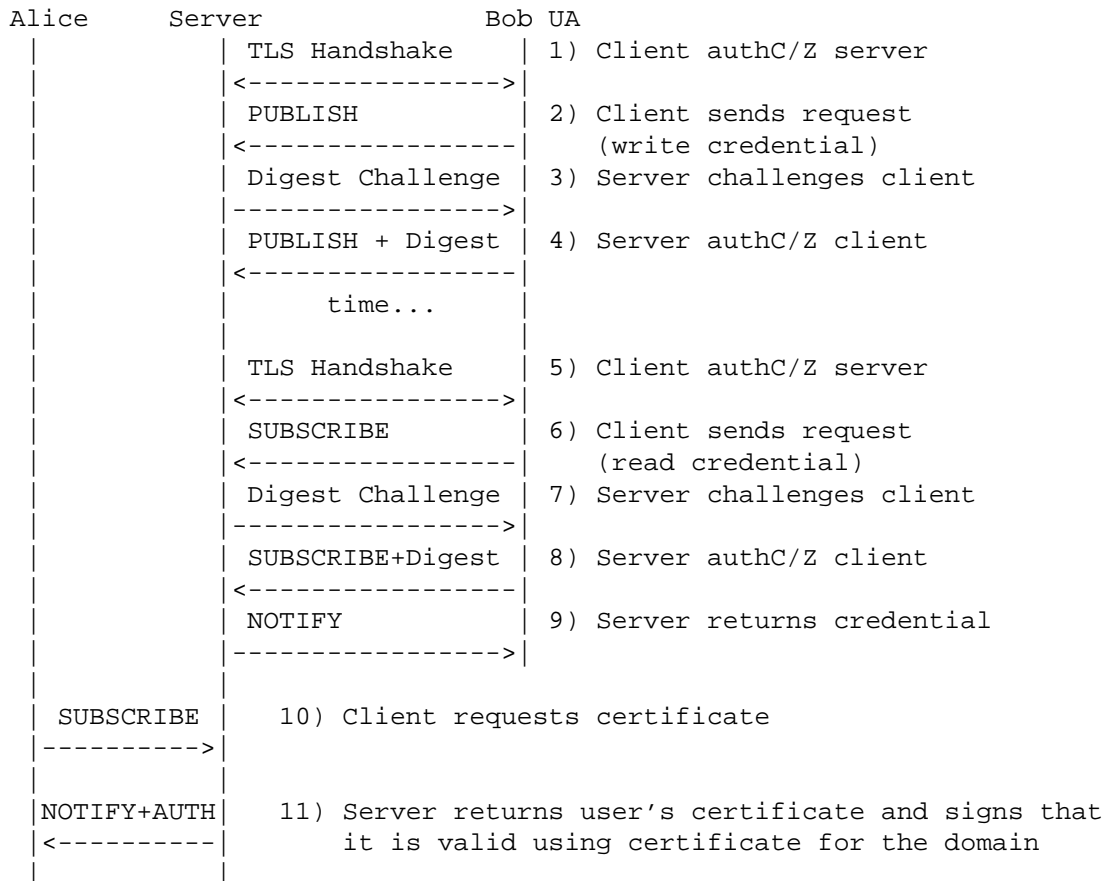 Alice Server Bob UA
TLS Handshake 1) Client authC/Z server
PUBLISH 2) Client sends request
(write credential)
Digest Challenge 3) Server challenges client
PUBLISH + Digest 4) Server authC/Z client
time...
TLS Handshake 5) Client authC/Z server
SUBSCRIBE 6) Client sends request
(read credential)
Digest Challenge 7) Server challenges client
SUBSCRIBE+Digest 8) Server authC/Z client
NOTIFY 9) Server returns credential
SUBSCRIBE 10) Client requests certificate
NOTIFY+AUTH 11) Server returns user's certificate and signs that
it is valid using certificate for the domain